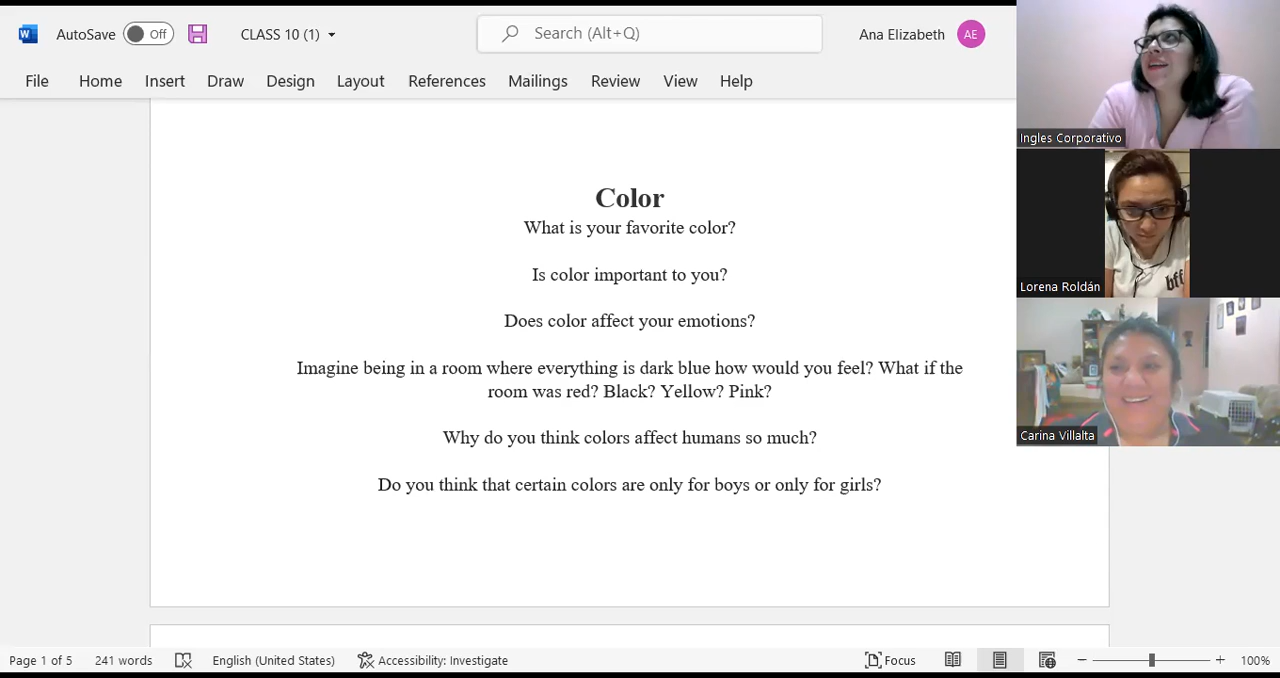 AutoSave Off CLASS 10 (1) Search (Alt+Q) Ana Elizabeth AE
File Home Insert Draw Design Layout References Mailings Review View Help
Color
What is your favorite color?
Is color important to you?
Does color affect your emotions?
Imagine being in a room where everything is dark blue how would you feel? What if the
room was red? Black? Yellow? Pink?
Why do you think colors affect humans so much?
Do you think that certain colors are only for boys or only for girls?
Ingles Corporativo
bff
Lorena Roldán
Carina Villalta
Page 1 of 5 241 words English (United States) Accessibility: Investigate Focus 100%